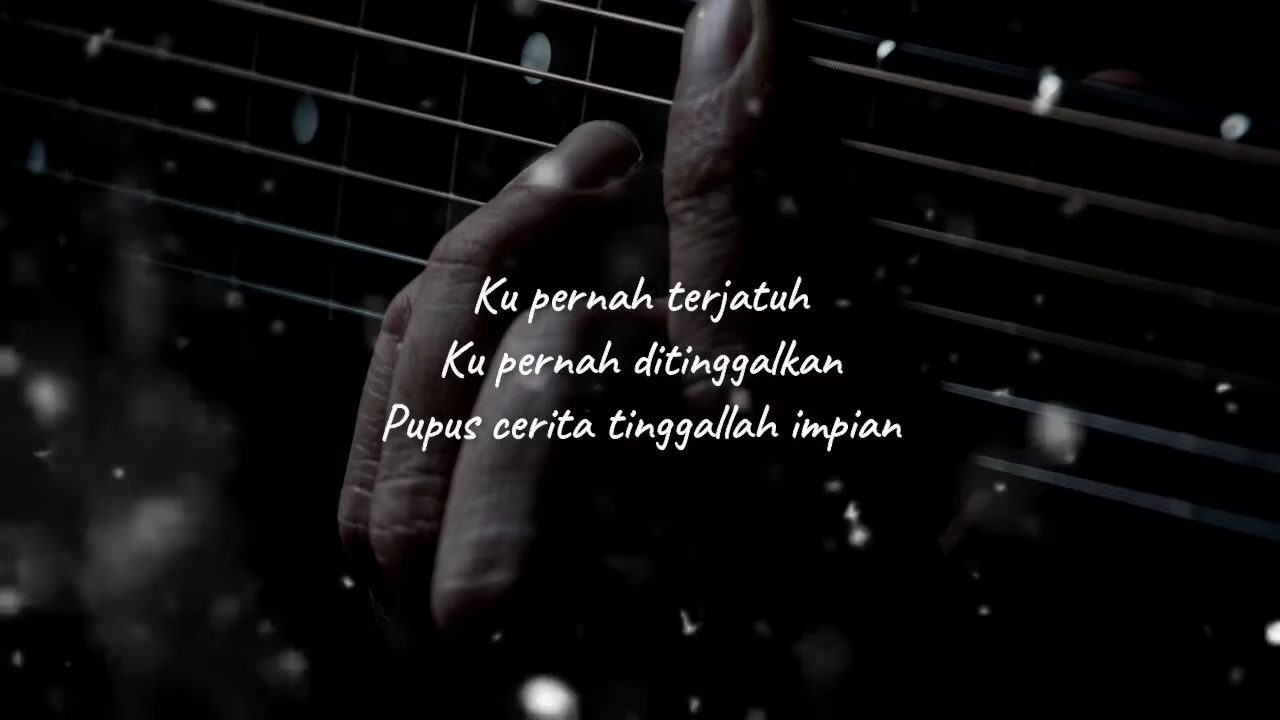 Ku pernah terjatuh
Ku pernah ditinggalkan
Pupus cerita tinggallah impian